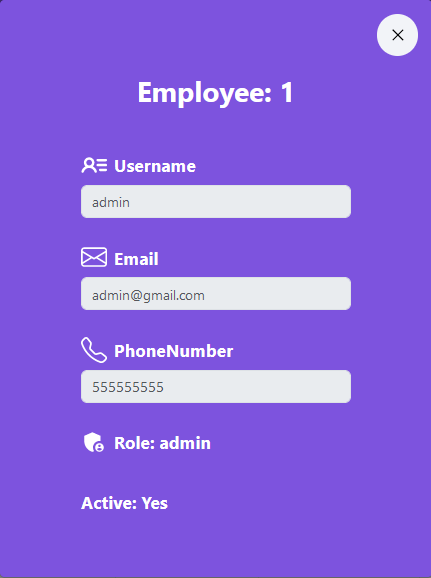 Employee: 1
Username
admin
Email
admin@gmail.com
PhoneNumber
555555555
Role: admin
Active: Yes